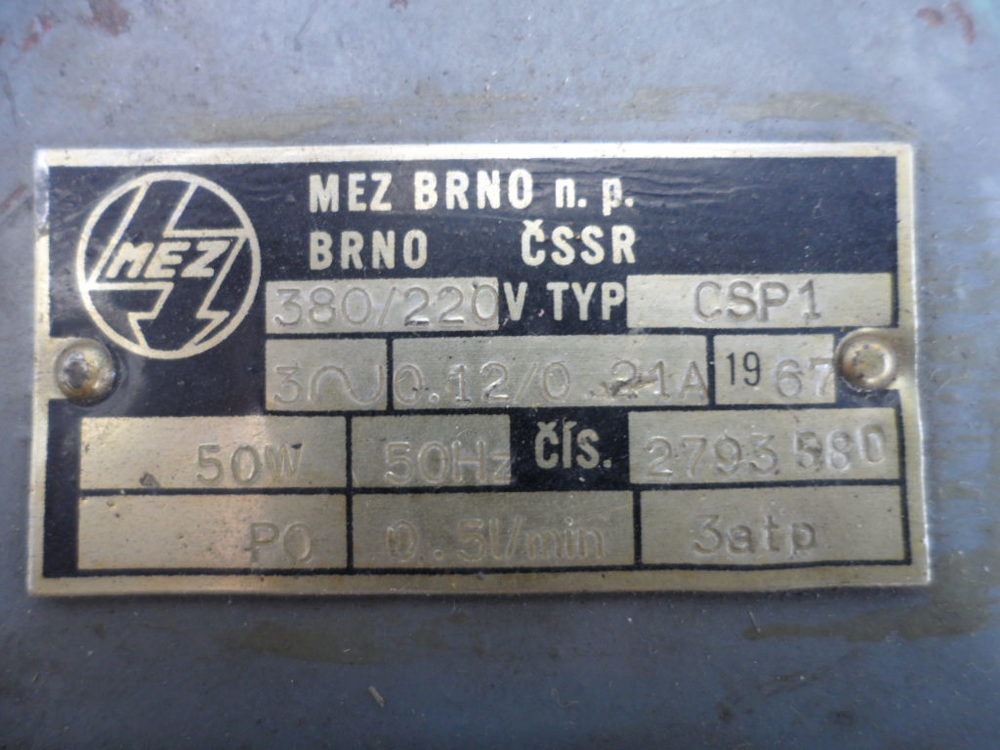 MEZ
MEZ BRNO n. p.
BRNO ČSSR
380/220 V TYP CSP1
3∿ 0.12/0.21A 1967
50W 50Hz ČÍS. 2793580
PO 0.5l/min 3atp